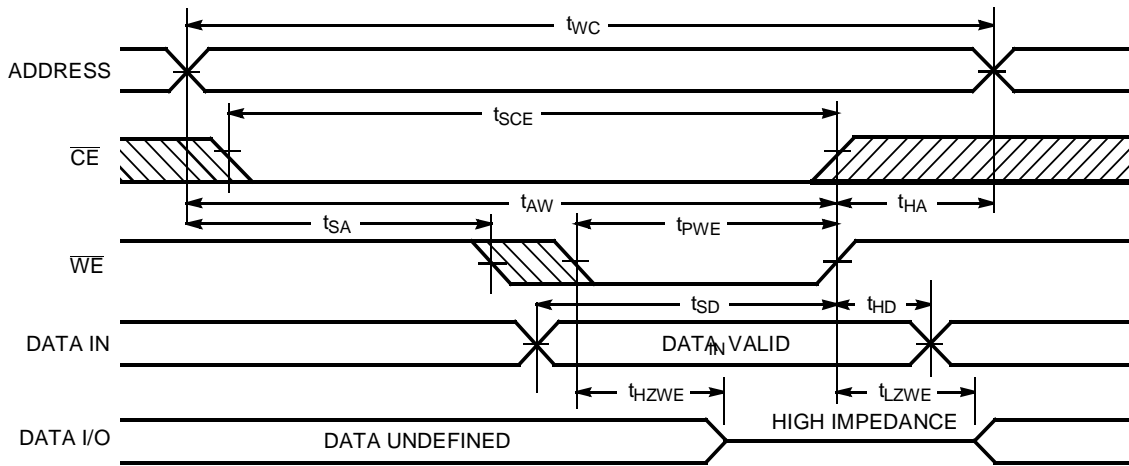 tWC
ADDRESS
tSCE
CE
tAW
tHA
tSA
tPWE
WE
tSD
tHD
DATA IN
DATAIN VALID
tHZWE
tLZWE
HIGH IMPEDANCE
DATA I/O
DATA UNDEFINED